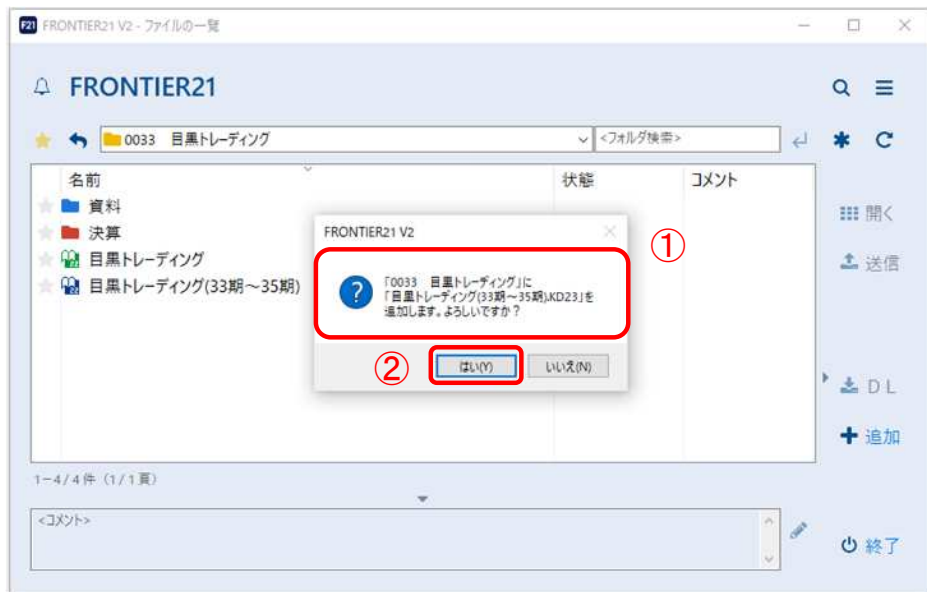 F21 FRONTIER21 V2 - ファイルの一覧
FRONTIER21
0033 目黒トレーディング
<フォルダ検索>
名前 状態 コメント
資料
決算
目黒トレーディング
目黒トレーディング(33期～35期)
開く
送信
DL
追加
FRONTIER21 V2
①
「0033 目黒トレーディング」に
「目黒トレーディング(33期～35期).KD23」を
追加します。よろしいですか？
②
はい(Y) いいえ(N)
1-4/4件 (1/1頁)
<コメント>
終了